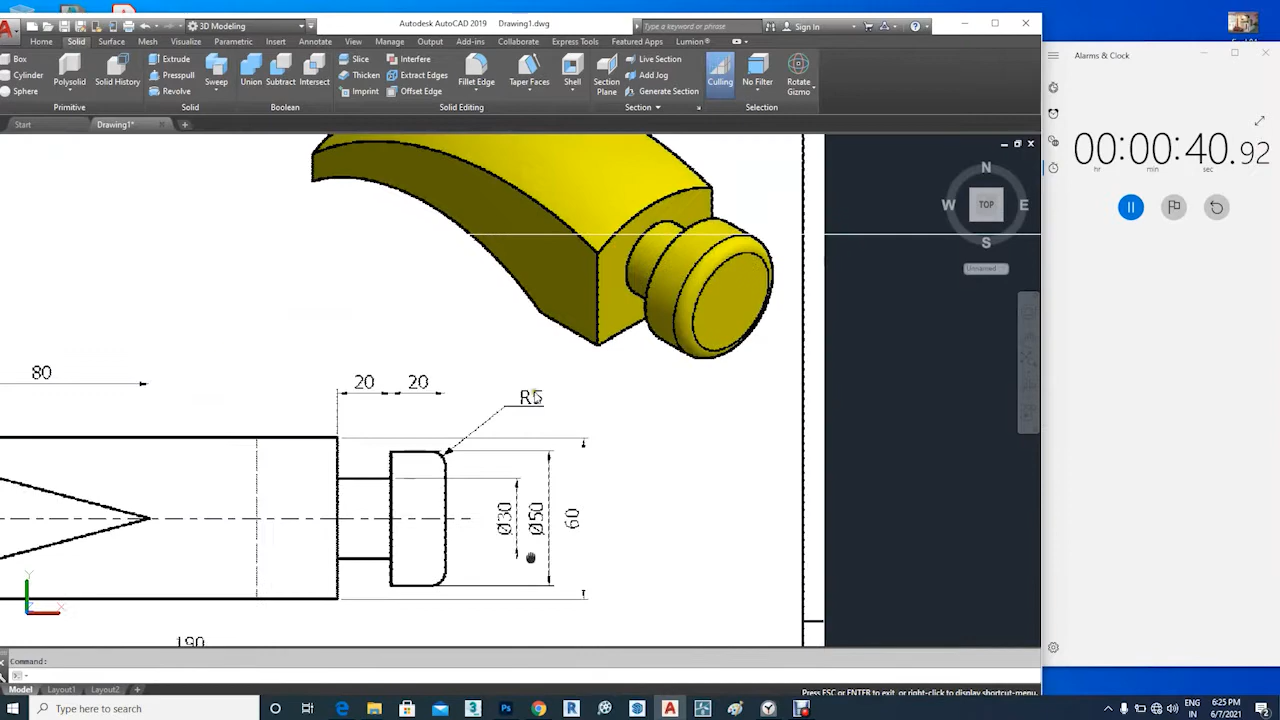 Autodesk AutoCAD 2019 Drawing1.dwg
3D Modeling
Type a keyword or phrase
Sign In
Home Solid Surface Mesh Visualize Parametric Insert Annotate View Manage Output Add-ins Collaborate Express Tools Featured Apps Lumion®
Box
Cylinder
Sphere
Polysolid
Solid History
Primitive
Extrude
Presspull
Revolve
Sweep
Solid
Union Subtract Intersect
Boolean
Slice
Thicken
Imprint
Interfere
Extract Edges
Offset Edge
Fillet Edge
Taper Faces
Shell
Solid Editing
Section
Plane
Live Section
Add Jog
Generate Section
Section
Culling
No Filter
Rotate
Gizmo
Selection
Start
Drawing1*
N
W
TOP
E
S
Unnamed
80
20
20
R5
Ø30
Ø50
60
190
Y
X
Command:
Model Layout1 Layout2
Press ESC or ENTER to exit, or right-click to display shortcut-menu.
Alarms & Clock
00:00:40.92
hr min sec
Type here to search
ENG
IN
6:25 PM
6/7/2021